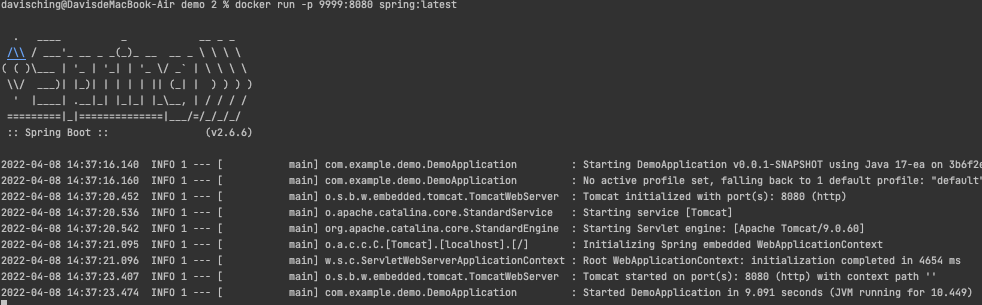 davisching@DavisdeMacBook-Air demo 2 % docker run -p 9999:8080 spring:latest
  .   ____          _            __ _ _
 /\\ / ___'_ __ _ _(_)_ __  __ _ \ \ \ \
( ( )\___ | '_ | '_| | '_ \/ _` | \ \ \ \
 \\/  ___)| |_)| | | | | || (_| |  ) ) ) )
  '  |____| .__|_| |_|_| |_\__, | / / / /
 =========|_|==============|___/=/_/_/_/
 :: Spring Boot ::                (v2.6.6)
2022-04-08 14:37:16.140  INFO 1 --- [           main] com.example.demo.DemoApplication         : Starting DemoApplication v0.0.1-SNAPSHOT using Java 17-ea on 3b6f2e
2022-04-08 14:37:16.160  INFO 1 --- [           main] com.example.demo.DemoApplication         : No active profile set, falling back to 1 default profile: "default"
2022-04-08 14:37:20.452  INFO 1 --- [           main] o.s.b.w.embedded.tomcat.TomcatWebServer  : Tomcat initialized with port(s): 8080 (http)
2022-04-08 14:37:20.536  INFO 1 --- [           main] o.apache.catalina.core.StandardService   : Starting service [Tomcat]
2022-04-08 14:37:20.542  INFO 1 --- [           main] org.apache.catalina.core.StandardEngine  : Starting Servlet engine: [Apache Tomcat/9.0.60]
2022-04-08 14:37:21.095  INFO 1 --- [           main] o.a.c.c.C.[Tomcat].[localhost].[/]       : Initializing Spring embedded WebApplicationContext
2022-04-08 14:37:21.096  INFO 1 --- [           main] w.s.c.ServletWebServerApplicationContext : Root WebApplicationContext: initialization completed in 4654 ms
2022-04-08 14:37:23.407  INFO 1 --- [           main] o.s.b.w.embedded.tomcat.TomcatWebServer  : Tomcat started on port(s): 8080 (http) with context path ''
2022-04-08 14:37:23.474  INFO 1 --- [           main] com.example.demo.DemoApplication         : Started DemoApplication in 9.091 seconds (JVM running for 10.449)